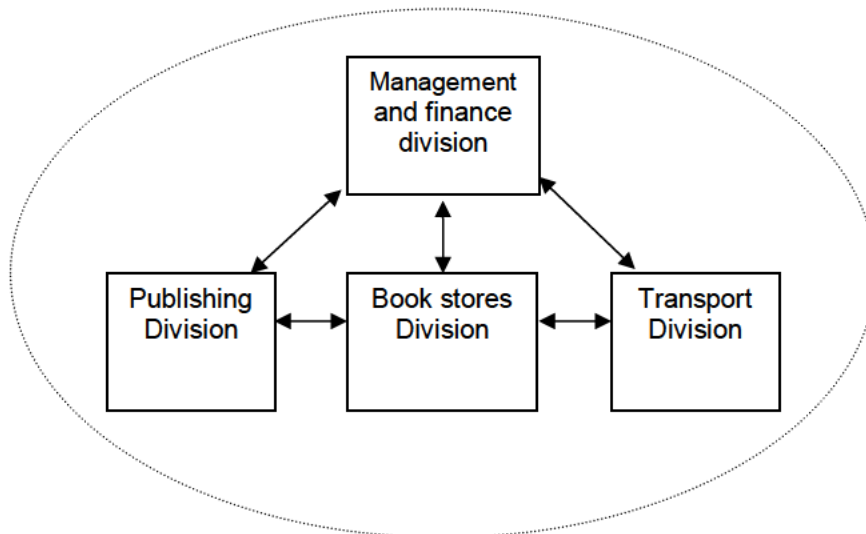 Management
and finance
division
Publishing
Division
Book stores
Division
Transport
Division